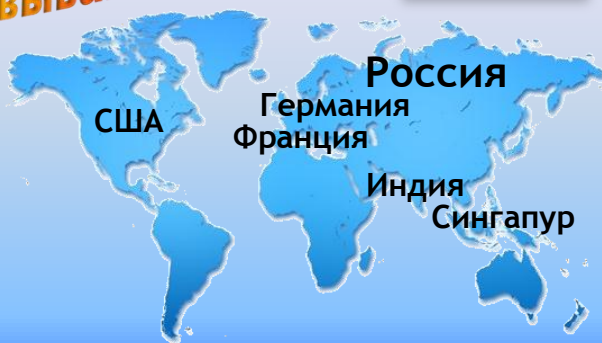 Россия
Германия
США
Франция
Индия
Сингапур